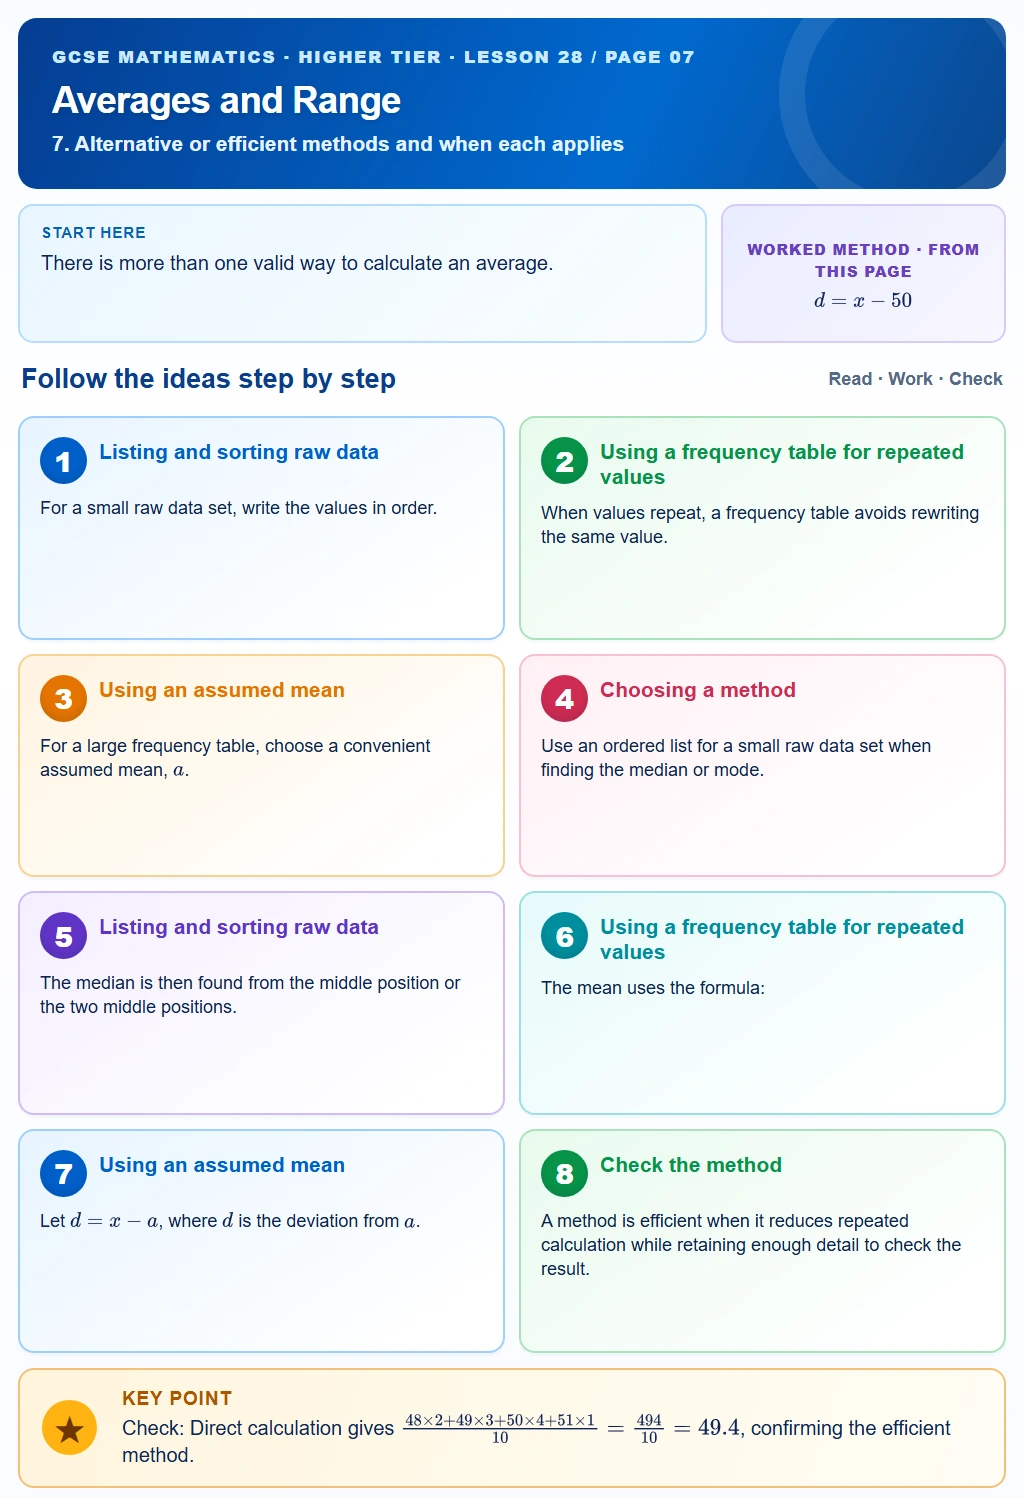 GCSE MATHEMATICS · HIGHER TIER · LESSON 28 / PAGE 07
Averages and Range
7. Alternative or efficient methods and when each applies
START HERE
There is more than one valid way to calculate an average.
WORKED METHOD · FROM
THIS PAGE
d = x − 50
Follow the ideas step by step
Read · Work · Check
1
Listing and sorting raw data
For a small raw data set, write the values in order.
2
Using a frequency table for repeated
values
When values repeat, a frequency table avoids rewriting
the same value.
3
Using an assumed mean
For a large frequency table, choose a convenient
assumed mean, a.
4
Choosing a method
Use an ordered list for a small raw data set when
finding the median or mode.
5
Listing and sorting raw data
The median is then found from the middle position or
the two middle positions.
6
Using a frequency table for repeated
values
The mean uses the formula:
7
Using an assumed mean
Let d = x − a, where d is the deviation from a.
8
Check the method
A method is efficient when it reduces repeated
calculation while retaining enough detail to check the
result.
KEY POINT
Check: Direct calculation gives \frac{48×2+49×3+50×4+51×1}{10} = \frac{494}{10} = 49.4, confirming the efficient
method.